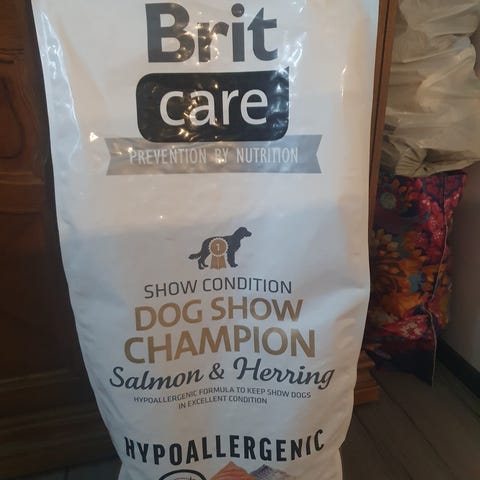 Brit
care
PREVENTION BY NUTRITION
1
SHOW CONDITION
DOG SHOW
CHAMPION
Salmon & Herring
HYPOALLERGENIC FORMULA TO KEEP SHOW DOGS
IN EXCELLENT CONDITION
HYPOALLERGENIC